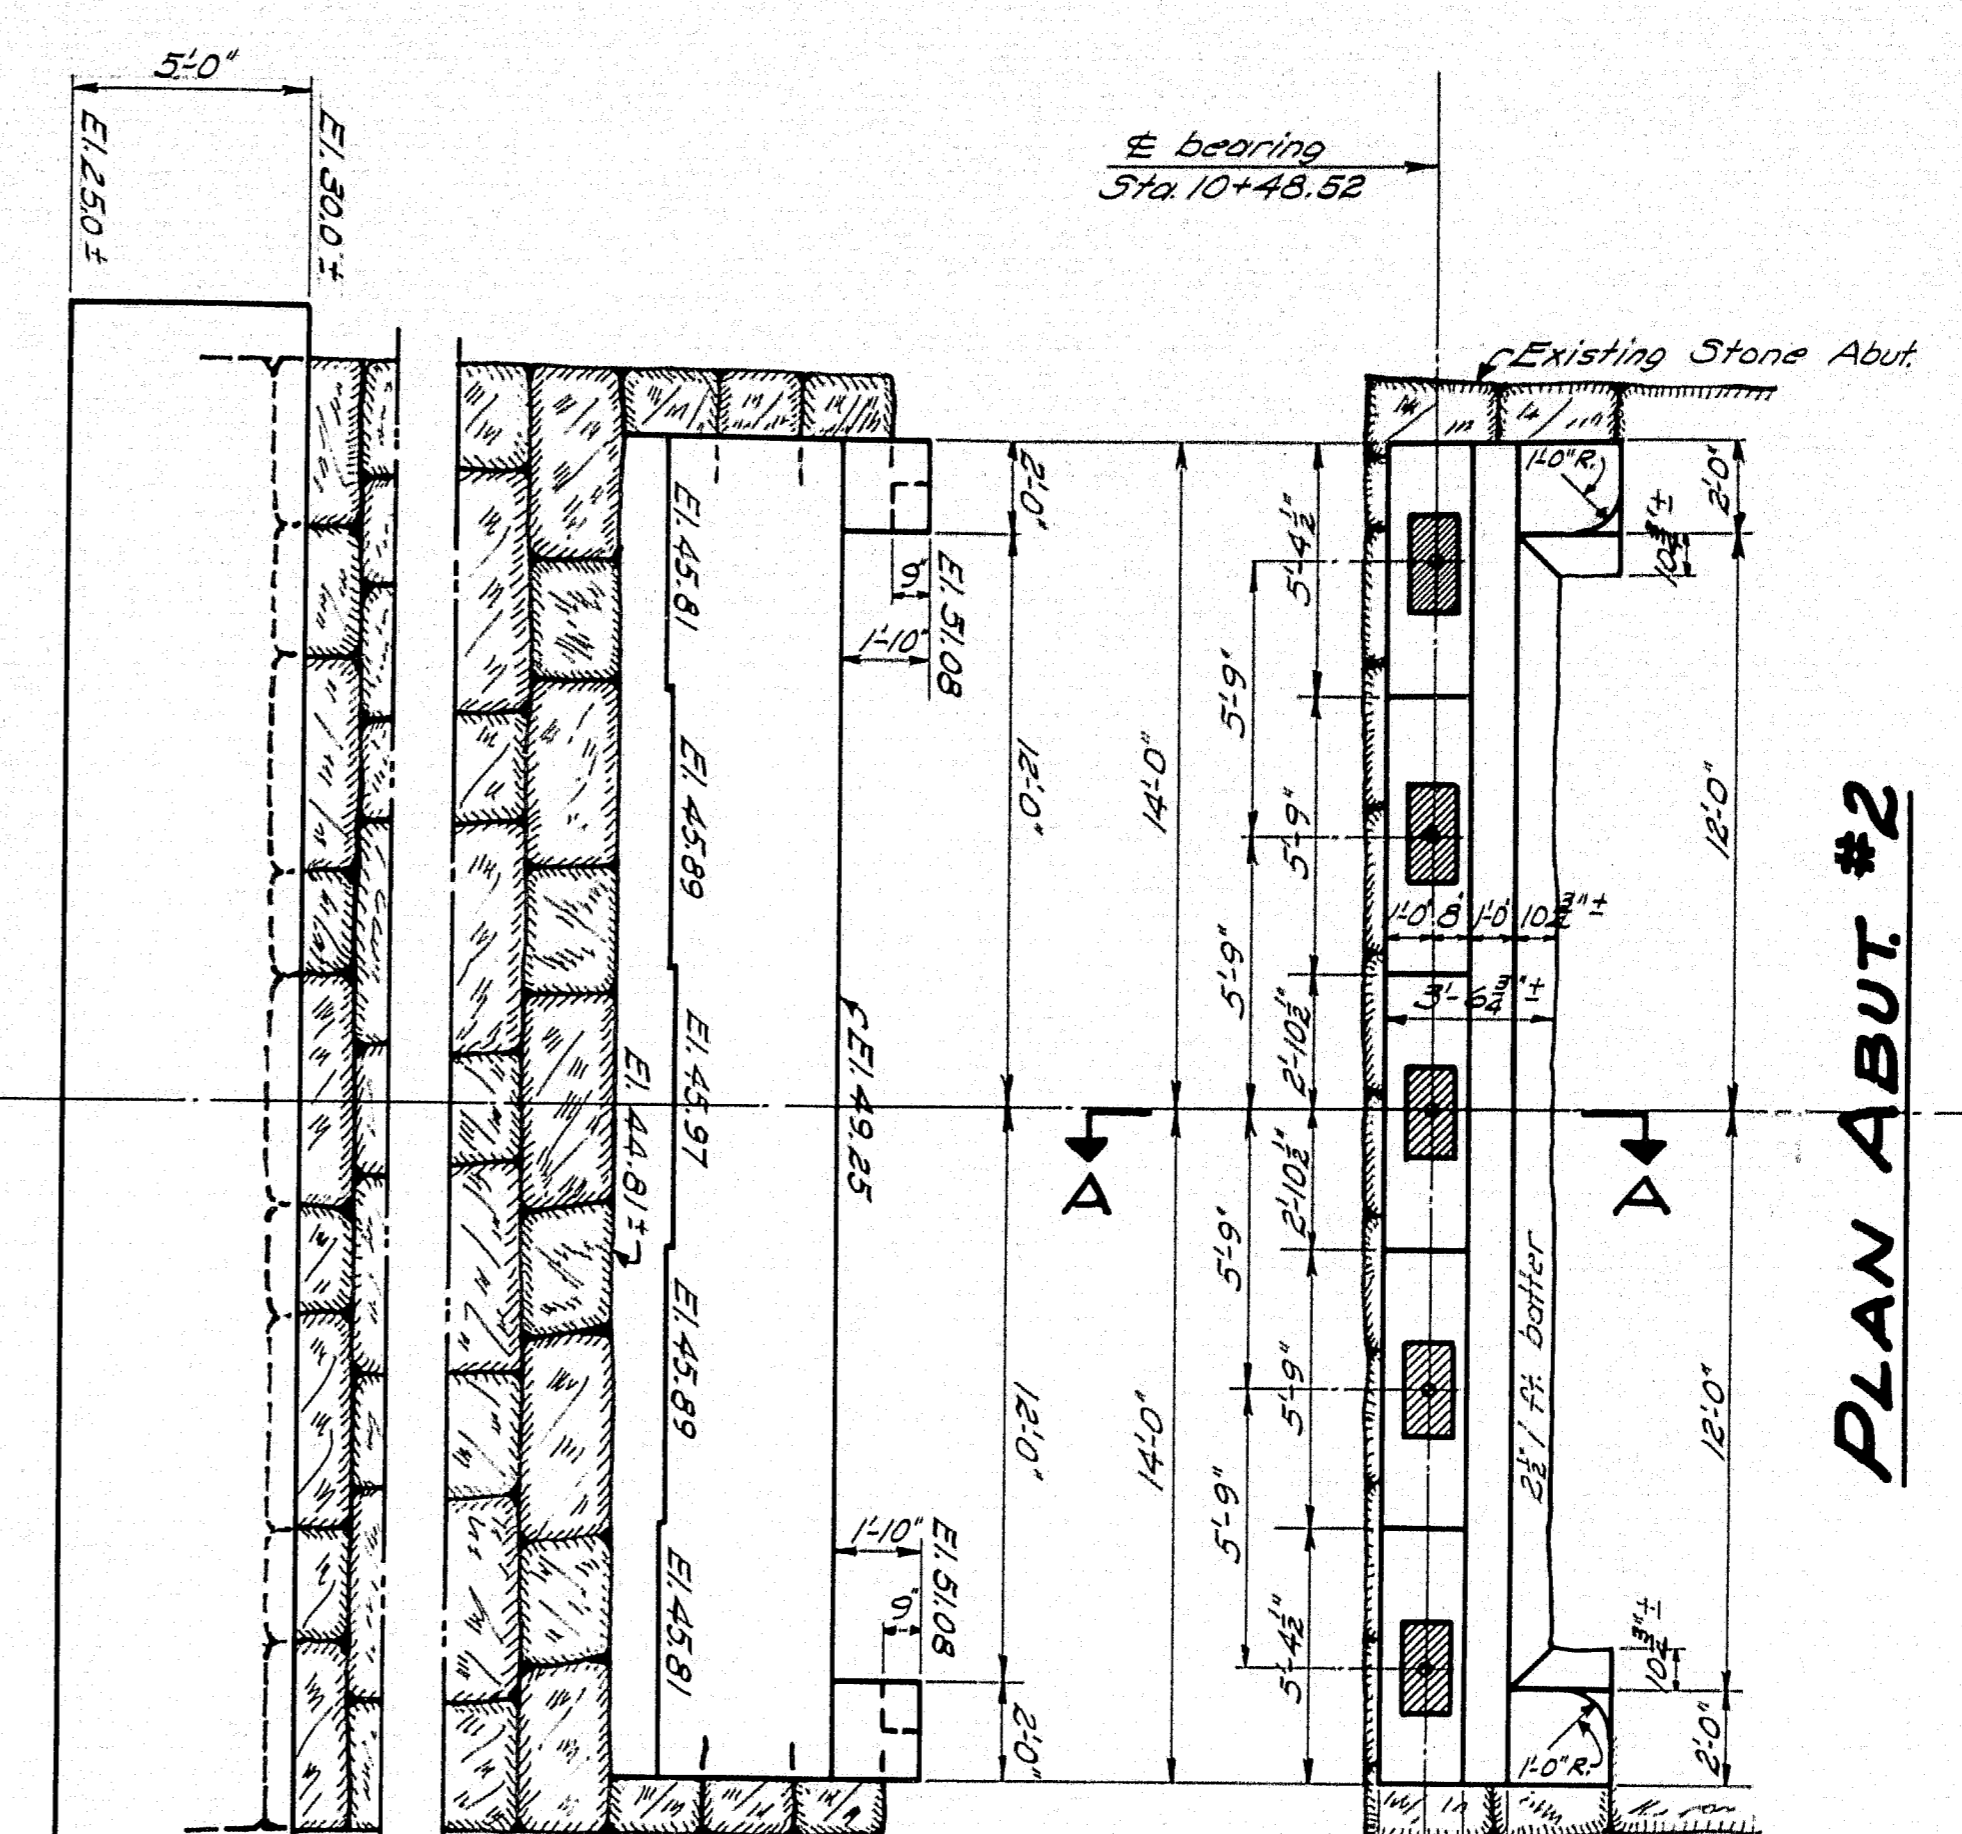 5'-0"
El. 25.0 ±
El. 30.0 ±
℄ bearing
Sta. 10+48.52
Existing Stone Abut.
El. 45.81
El. 45.89
El. 45.97
El. 44.81 ±
El. 45.89
El. 45.81
El. 49.25
2'-0"
9"
El. 51.08
1'-10"
12'-0"
12'-0"
1'-10"
9"
El. 51.08
2'-0"
14'-0"
14'-0"
A
A
5'-9"
5'-9"
5'-9"
5'-9"
5'-4½"
5'-9"
2'-10½"
2'-10½"
5'-9"
5'-4½"
1'-0" 8" 1'-0" 10¾" ±
3'-6¾" ±
1'-0" R.
2'-0"
10¾" ±
12'-0"
2½" / ft. batter
12'-0"
10¾" ±
2'-0"
1'-0" R.
PLAN ABUT. #2